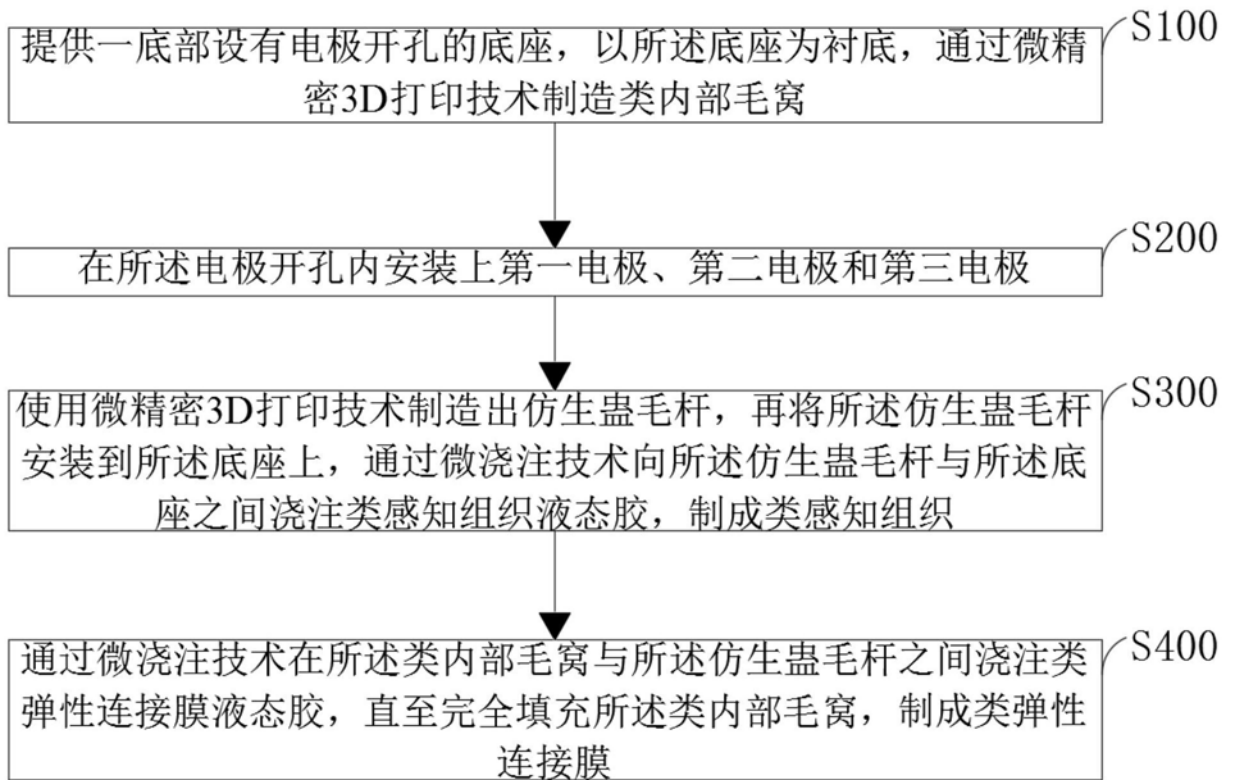 S100
提供一底部设有电极开孔的底座，以所述底座为衬底，通过微精
密3D打印技术制造类内部毛窝
S200
在所述电极开孔内安装上第一电极、第二电极和第三电极
S300
使用微精密3D打印技术制造出仿生蛊毛杆，再将所述仿生蛊毛杆
安装到所述底座上，通过微浇注技术向所述仿生蛊毛杆与所述底
座之间浇注类感知组织液态胶，制成类感知组织
S400
通过微浇注技术在所述类内部毛窝与所述仿生蛊毛杆之间浇注类
弹性连接膜液态胶，直至完全填充所述类内部毛窝，制成类弹性
连接膜